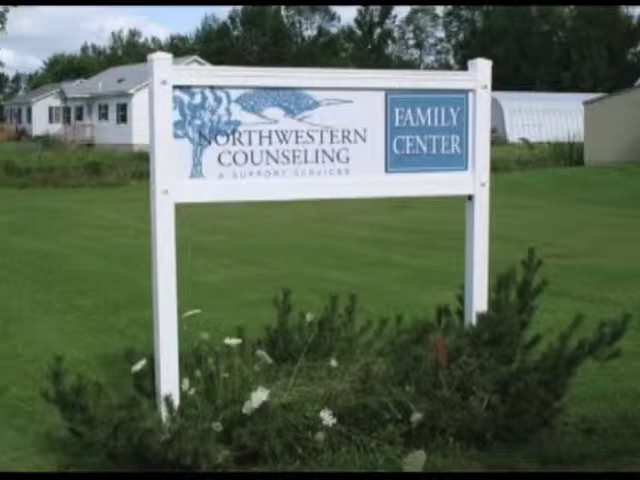 NORTHWESTERN
COUNSELING
& SUPPORT SERVICES
FAMILY
CENTER